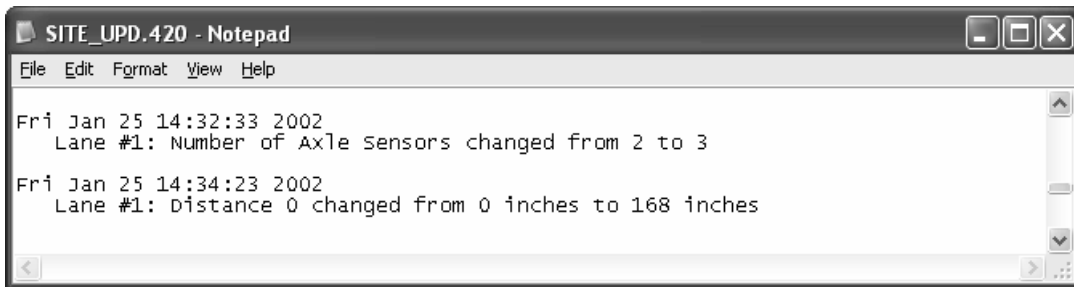 SITE_UPD.420 - Notepad
File Edit Format View Help
Fri Jan 25 14:32:33 2002
Lane #1: Number of Axle Sensors changed from 2 to 3
Fri Jan 25 14:34:23 2002
Lane #1: Distance 0 changed from 0 inches to 168 inches